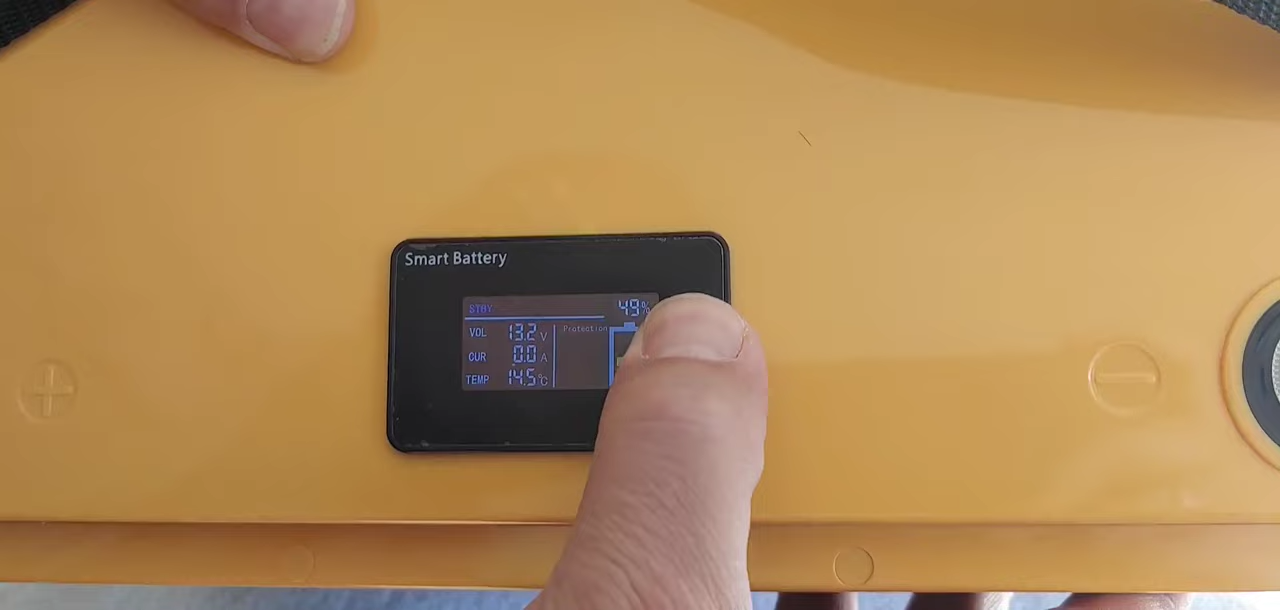 Smart Battery
STBY 49%
VOL 13.2 V Protection
CUR 0.0 A
TEMP 14.5 °C